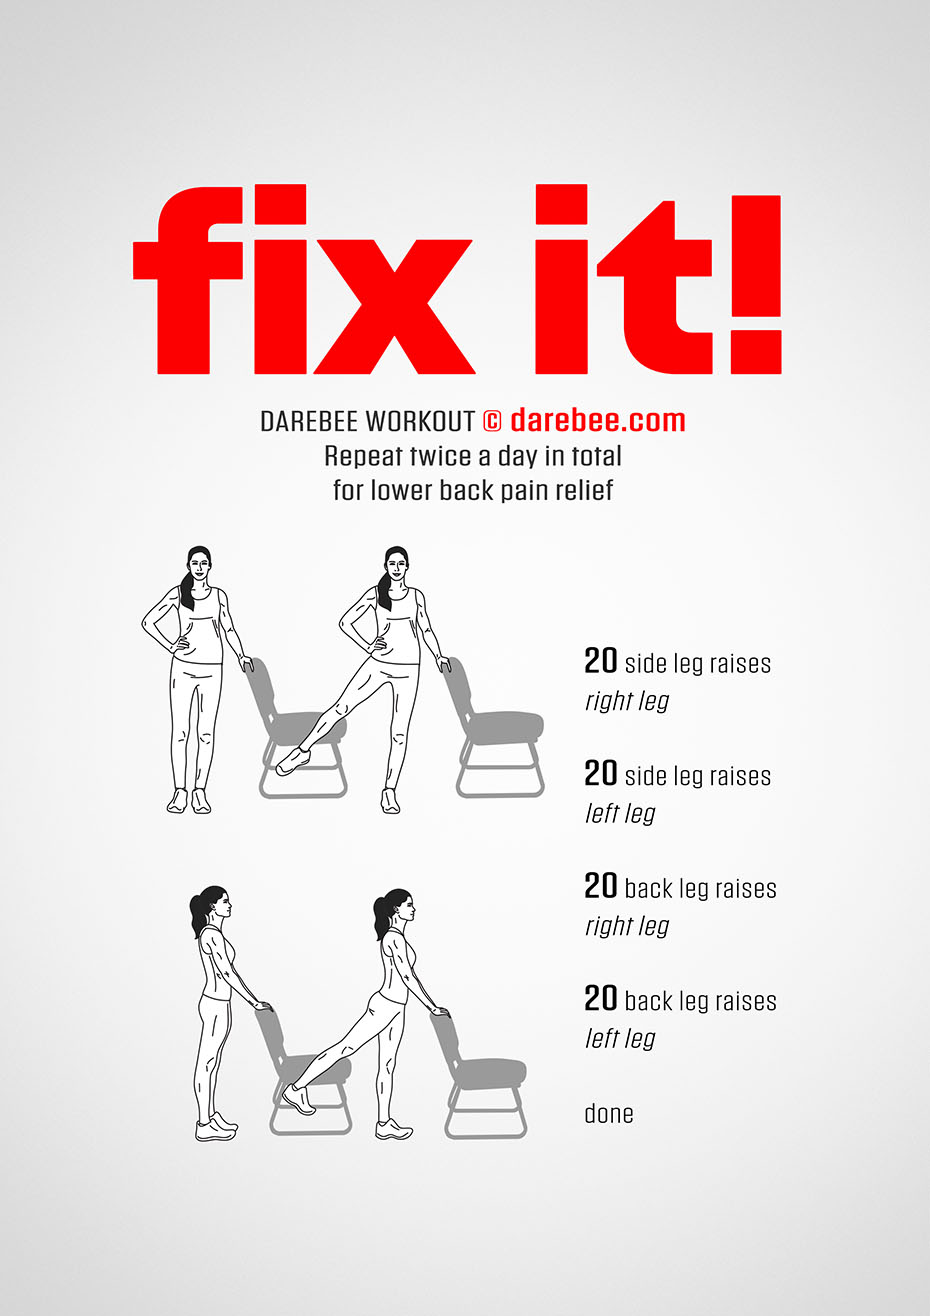 fix it!
DAREBEE WORKOUT © darebee.com
Repeat twice a day in total
for lower back pain relief
20 side leg raises
right leg
20 side leg raises
left leg
20 back leg raises
right leg
20 back leg raises
left leg
done